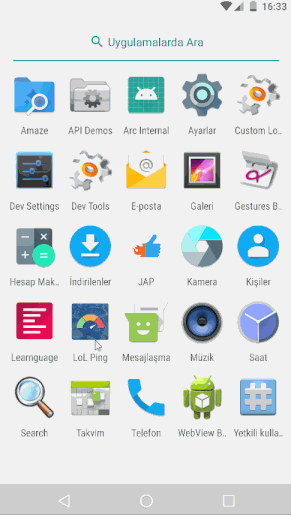 16:33
Uygulamalarda Ara
Amaze
API Demos
Arc Internal
Ayarlar
Custom Lo..
Dev Settings
Dev Tools
E-posta
Galeri
Gestures B..
Hesap Mak..
İndirilenler
JAP
Kamera
Kişiler
Learnguage
LoL Ping
Mesajlaşma
Müzik
Saat
Search
Takvim
Telefon
WebView B..
Yetkili kulla..